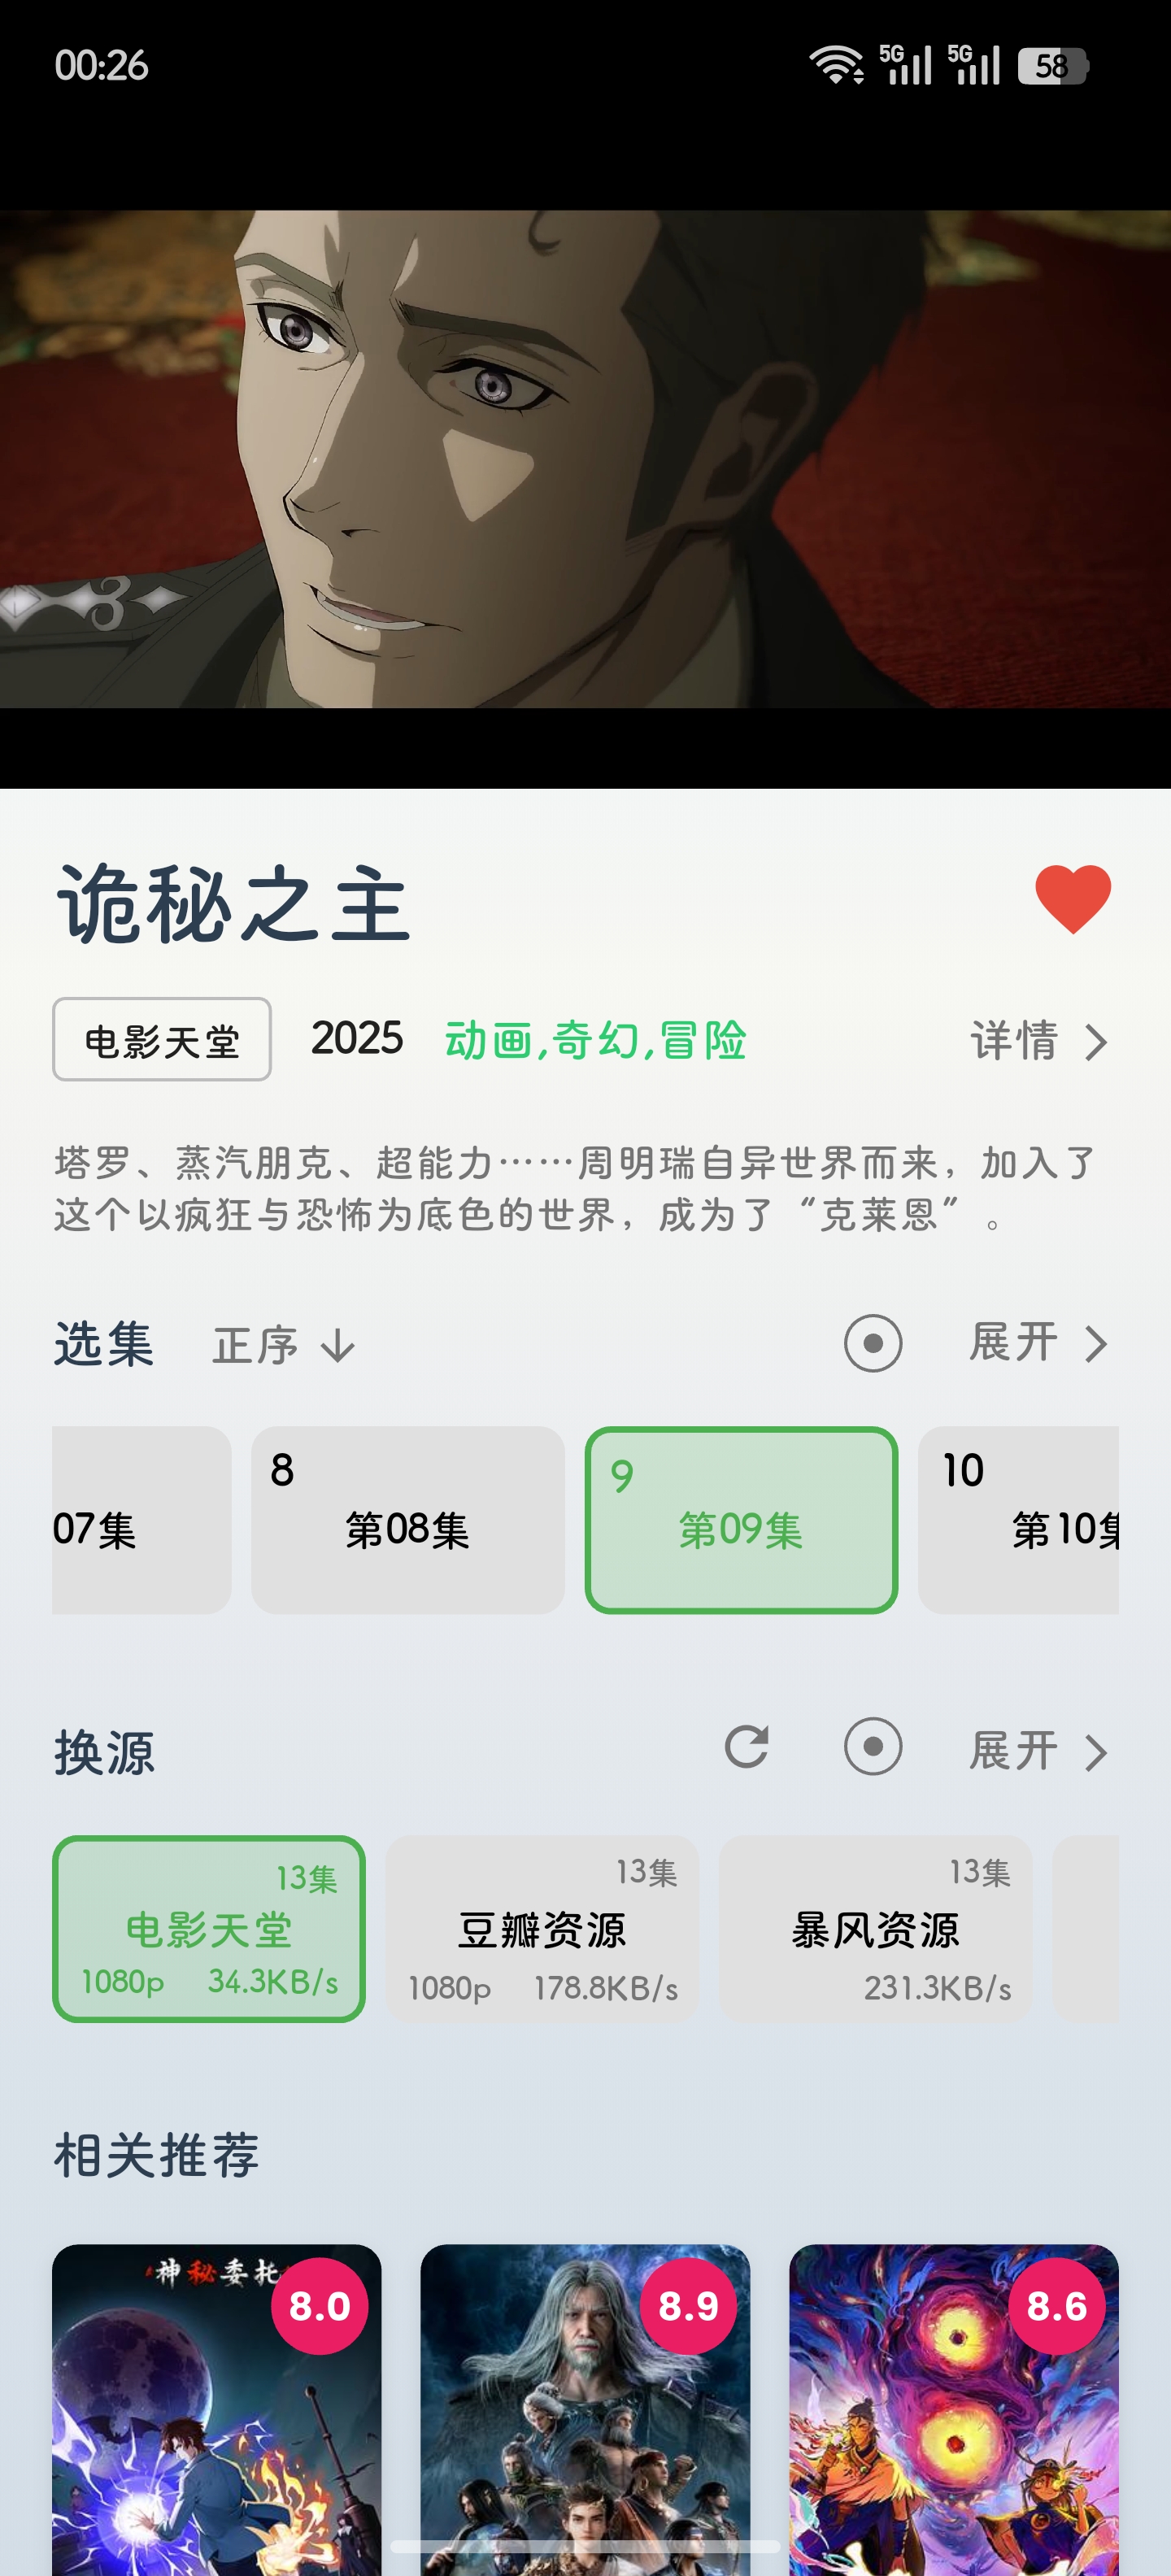 00:26 5G 5G 58
诡秘之主
电影天堂 2025 动画,奇幻,冒险 详情
塔罗、蒸汽朋克、超能力……周明瑞自异世界而来，加入了
这个以疯狂与恐怖为底色的世界，成为了“克莱恩”。
选集 正序 展开
8 9 10
07集 第08集 第09集 第10集
换源 展开
13集 13集 13集
电影天堂 豆瓣资源 暴风资源
1080p 34.3KB/s 1080p 178.8KB/s 231.3KB/s
相关推荐
神秘委托 8.0 8.9 8.6